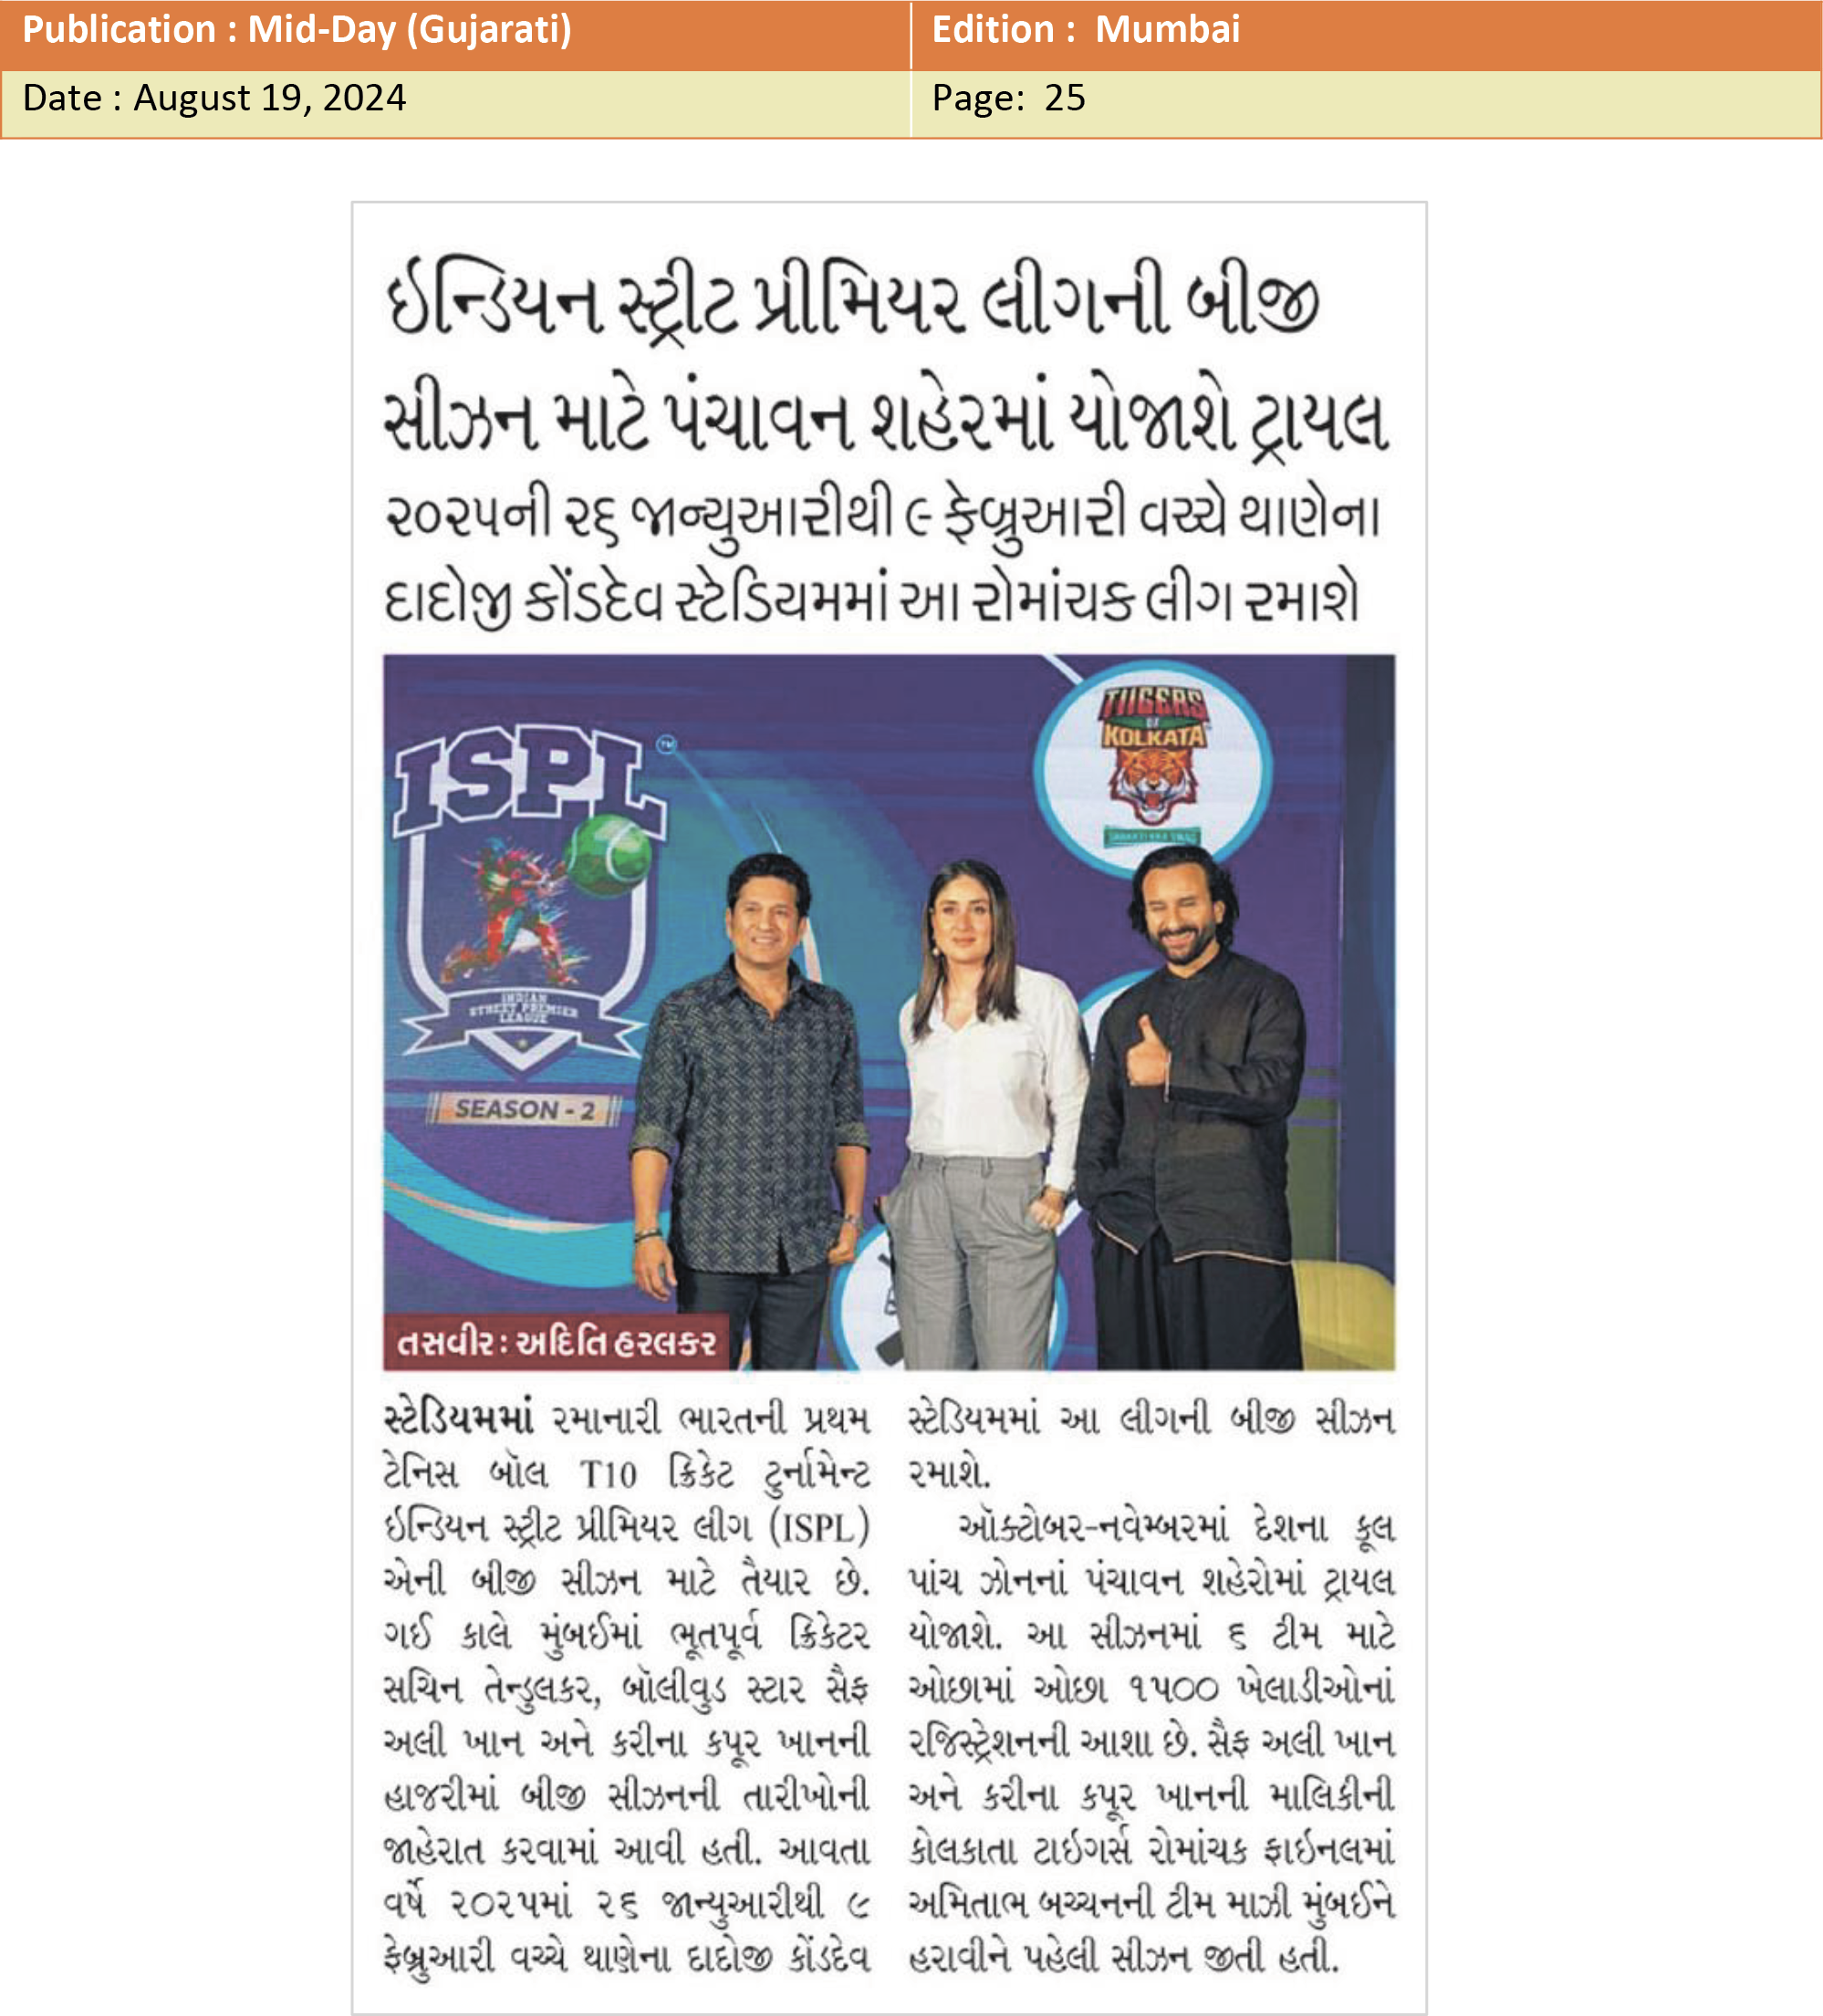 Publication : Mid-Day (Gujarati)
Edition : Mumbai
Date : August 19, 2024
Page: 25
ઇન્ડિયન સ્ટ્રીટ પ્રીમિયર લીગની બીજી
સીઝન માટે પંચાવન શહેરમાં યોજાશે ટ્રાયલ
૨૦૨૫ની ૨૬ જાન્યુઆરીથી ૯ ફેબ્રુઆરી વચ્ચે થાણેના
દાદોજી કોંડદેવ સ્ટેડિયમમાં આ રોમાંચક લીગ રમાશે
TIIGERS
OF
KOLKATA
ISPL
TM
INDIAN
STREET PREMIER
LEAGUE
SEASON - 2
તસવીર : અદિતિ હરલકર
સ્ટેડિયમમાં રમાનારી ભારતની પ્રથમ
ટેનિસ બૉલ T10 ક્રિકેટ ટુર્નામેન્ટ
ઇન્ડિયન સ્ટ્રીટ પ્રીમિયર લીગ (ISPL)
એની બીજી સીઝન માટે તૈયાર છે.
ગઈ કાલે મુંબઈમાં ભૂતપૂર્વ ક્રિકેટર
સચિન તેન્ડુલકર, બૉલીવુડ સ્ટાર સૈફ
અલી ખાન અને કરીના કપૂર ખાનની
હાજરીમાં બીજી સીઝનની તારીખોની
જાહેરાત કરવામાં આવી હતી. આવતા
વર્ષે ૨૦૨૫માં ૨૬ જાન્યુઆરીથી ૯
ફેબ્રુઆરી વચ્ચે થાણેના દાદોજી કોંડદેવ
સ્ટેડિયમમાં આ લીગની બીજી સીઝન
રમાશે.
ઑક્ટોબર-નવેમ્બરમાં દેશના કૂલ
પાંચ ઝોનનાં પંચાવન શહેરોમાં ટ્રાયલ
યોજાશે. આ સીઝનમાં ૬ ટીમ માટે
ઓછામાં ઓછા ૧૫૦૦ ખેલાડીઓનાં
રજિસ્ટ્રેશનની આશા છે. સૈફ અલી ખાન
અને કરીના કપૂર ખાનની માલિકીની
કોલકાતા ટાઇગર્સ રોમાંચક ફાઇનલમાં
અમિતાભ બચ્ચનની ટીમ માઝી મુંબઈને
હરાવીને પહેલી સીઝન જીતી હતી.